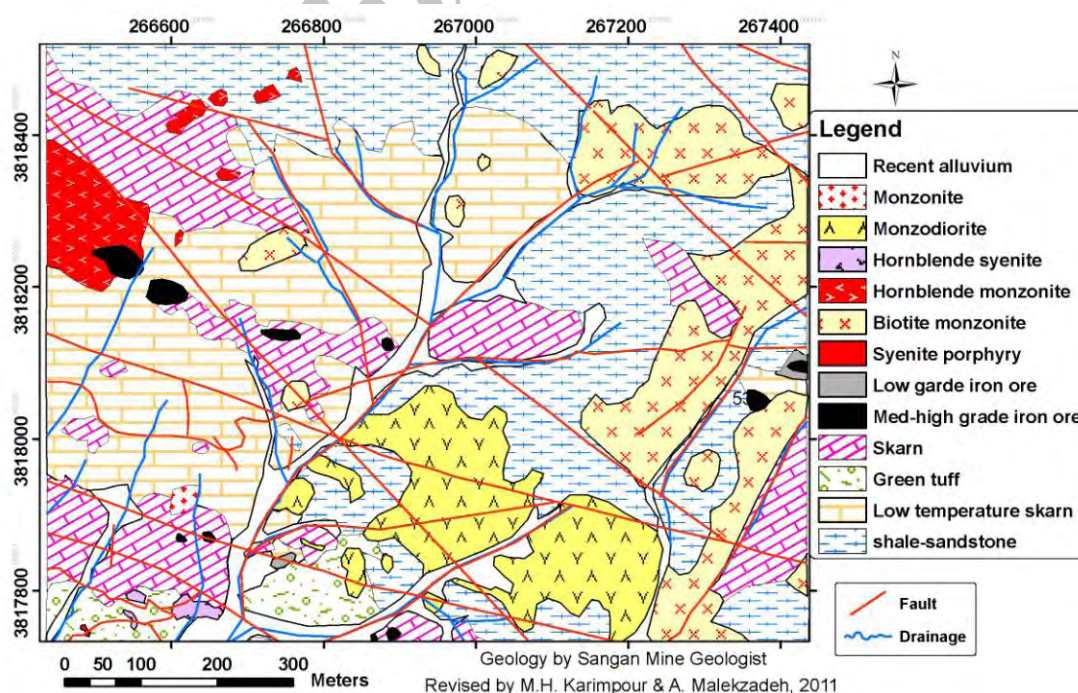 266600 266800 267000 267200 267400
N
3818400
3818200
3818000
3817800
Legend
Recent alluvium
Monzonite
Monzodiorite
Hornblende syenite
Hornblende monzonite
Biotite monzonite
Syenite porphyry
Low garde iron ore
Med-high grade iron ore
Skarn
Green tuff
Low temperature skarn
shale-sandstone
Fault
Drainage
0 50 100 200 300
Meters
Geology by Sangan Mine Geologist
Revised by M.H. Karimpour & A. Malekzadeh, 2011